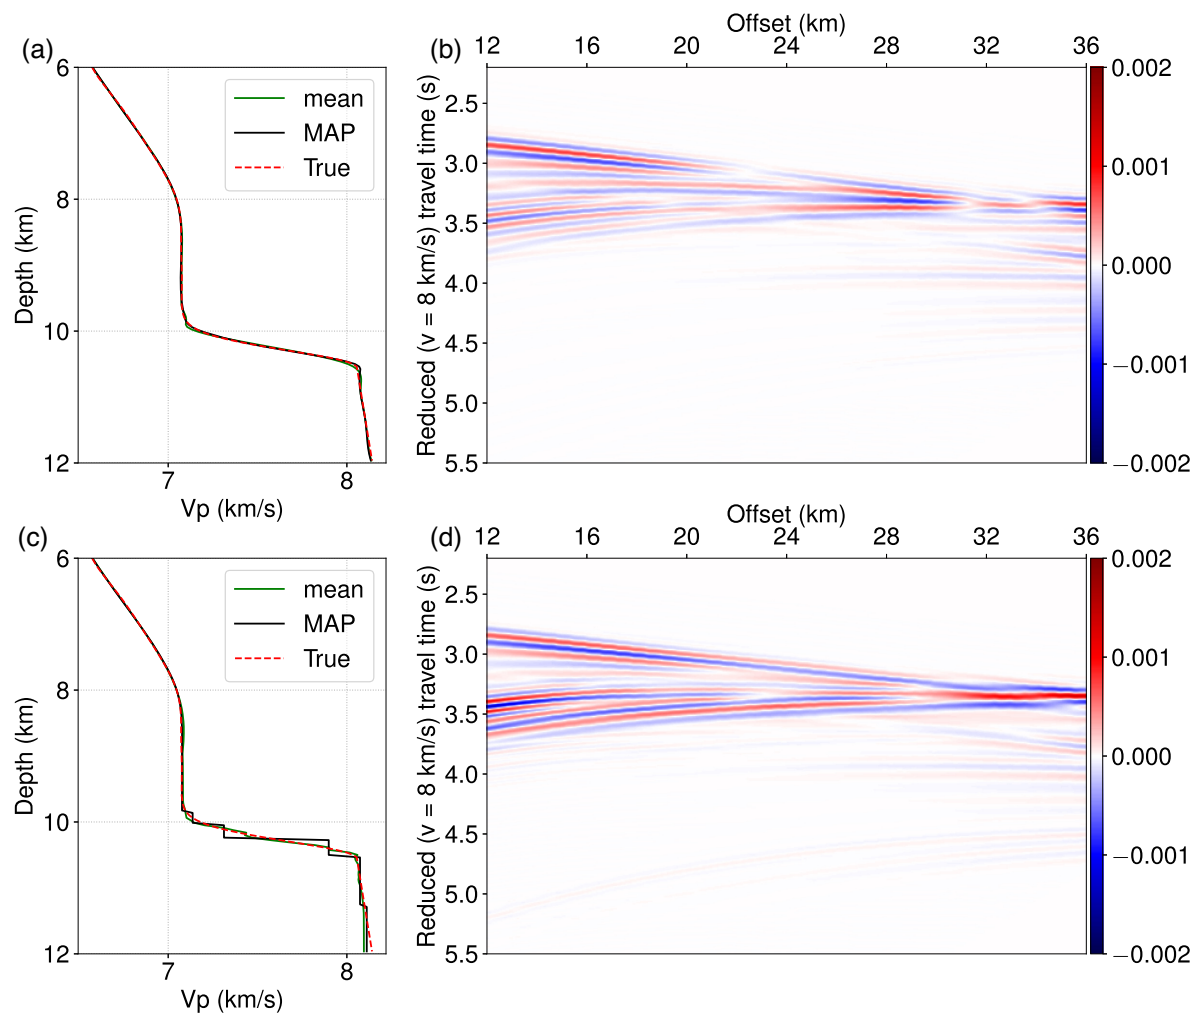 (a)
6
8
10
12
Depth (km)
mean
MAP
True
7
8
Vp (km/s)
(b)
Offset (km)
12
16
20
24
28
32
36
Reduced (v = 8 km/s) travel time (s)
2.5
3.0
3.5
4.0
4.5
5.0
5.5
0.002
0.001
0.000
−0.001
−0.002
(c)
6
8
10
12
Depth (km)
mean
MAP
True
7
8
Vp (km/s)
(d)
Offset (km)
12
16
20
24
28
32
36
Reduced (v = 8 km/s) travel time (s)
2.5
3.0
3.5
4.0
4.5
5.0
5.5
0.002
0.001
0.000
−0.001
−0.002